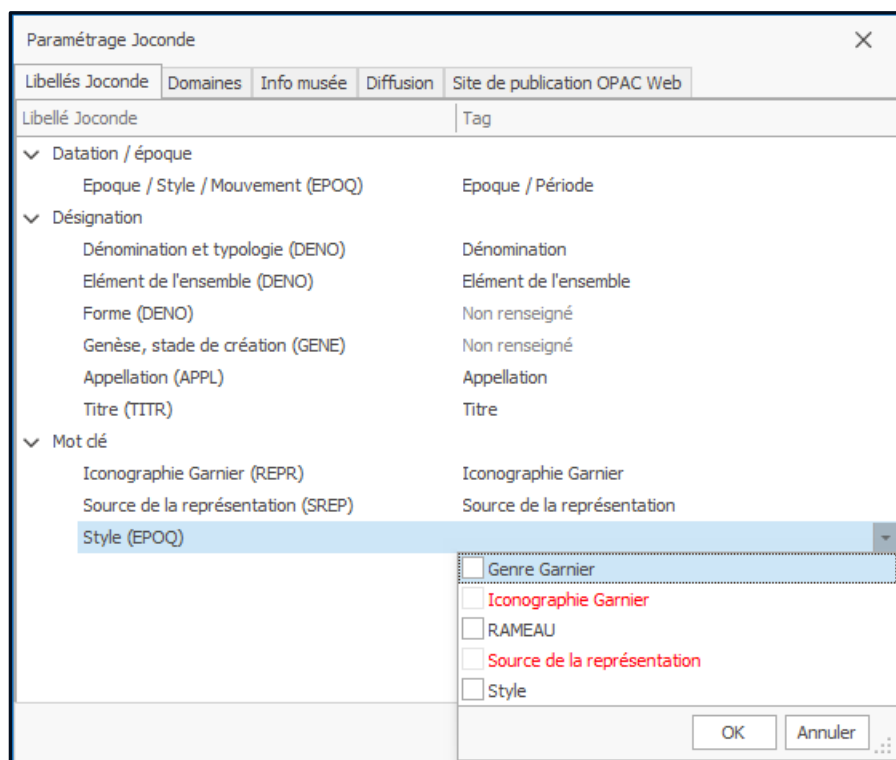 Paramétrage Joconde
Libellés Joconde Domaines Info musée Diffusion Site de publication OPAC Web
Libellé Joconde Tag
Datation / époque
Epoque / Style / Mouvement (EPOQ) Epoque / Période
Désignation
Dénomination et typologie (DENO) Dénomination
Elément de l'ensemble (DENO) Elément de l'ensemble
Forme (DENO) Non renseigné
Genèse, stade de création (GENE) Non renseigné
Appellation (APPL) Appellation
Titre (TITR) Titre
Mot clé
Iconographie Garnier (REPR) Iconographie Garnier
Source de la représentation (SREP) Source de la représentation
Style (EPOQ)
Genre Garnier
Iconographie Garnier
RAMEAU
Source de la représentation
Style
OK Annuler